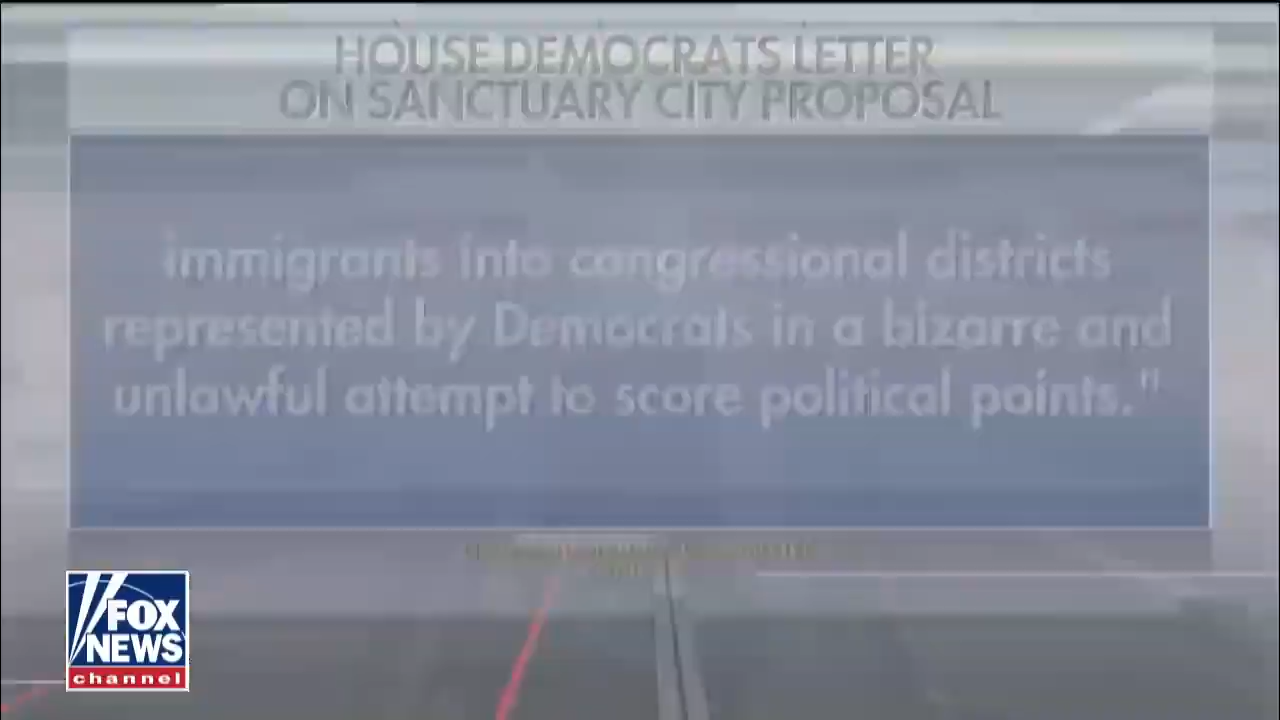 HOUSE DEMOCRATS LETTER
ON SANCTUARY CITY PROPOSAL
immigrants into congressional districts
represented by Democrats in a bizarre and
unlawful attempt to score political points."
FOX
NEWS
channel